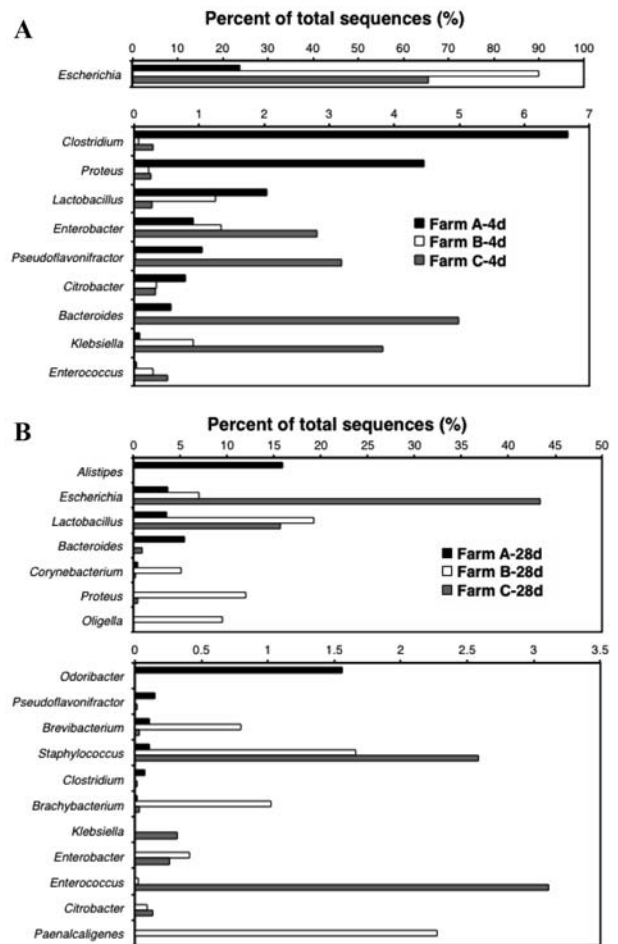 A
Percent of total sequences (%)
0 10 20 30 40 50 60 70 80 90 100
Escherichia
0 1 2 3 4 5 6 7
Clostridium
Proteus
Lactobacillus
Enterobacter
Pseudoflavonifractor
Citrobacter
Bacteroides
Klebsiella
Enterococcus
Farm A-4d
Farm B-4d
Farm C-4d
B
Percent of total sequences (%)
0 5 10 15 20 25 30 35 40 45 50
Alistipes
Escherichia
Lactobacillus
Bacteroides
Corynebacterium
Proteus
Oligella
Farm A-28d
Farm B-28d
Farm C-28d
0 0.5 1 1.5 2 2.5 3 3.5
Odoribacter
Pseudoflavonifractor
Brevibacterium
Staphylococcus
Clostridium
Brachybacterium
Klebsiella
Enterobacter
Enterococcus
Citrobacter
Paenalcaligenes